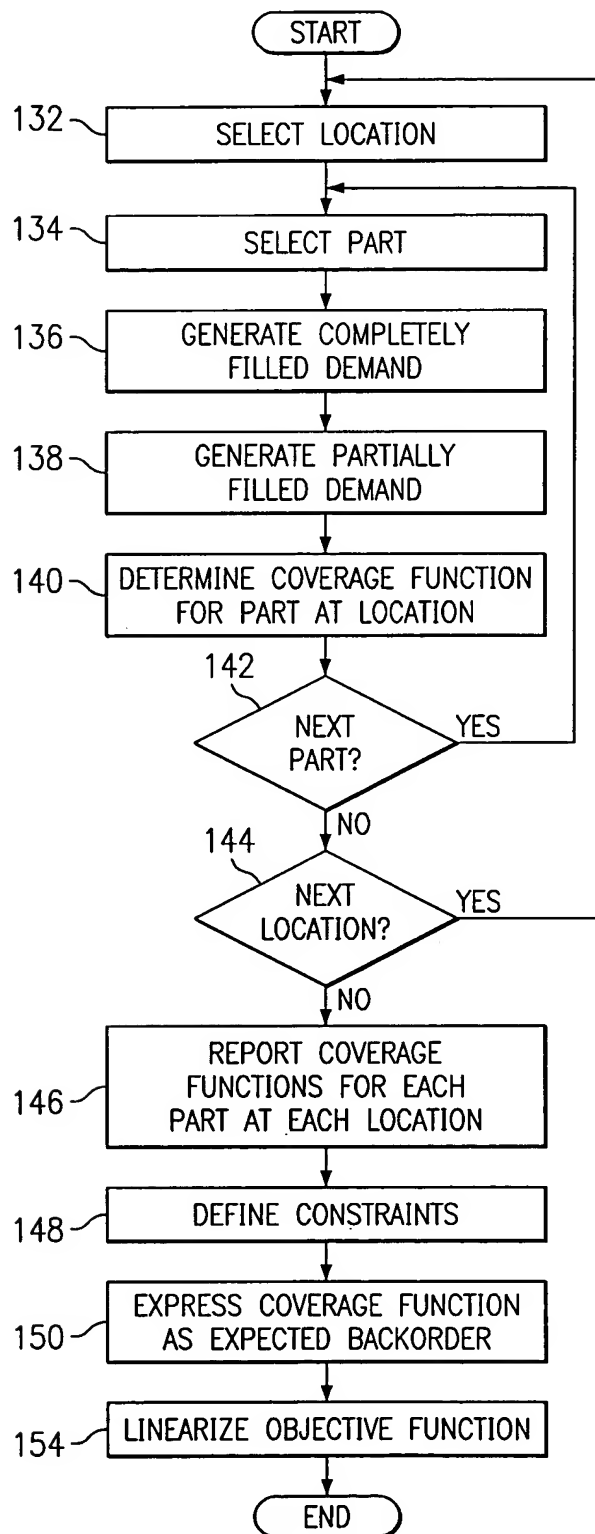 START
132
SELECT LOCATION
134
SELECT PART
136
GENERATE COMPLETELY
FILLED DEMAND
138
GENERATE PARTIALLY
FILLED DEMAND
140
DETERMINE COVERAGE FUNCTION
FOR PART AT LOCATION
142
NEXT
PART?
YES
NO
144
NEXT
LOCATION?
YES
NO
146
REPORT COVERAGE
FUNCTIONS FOR EACH
PART AT EACH LOCATION
148
DEFINE CONSTRAINTS
150
EXPRESS COVERAGE FUNCTION
AS EXPECTED BACKORDER
154
LINEARIZE OBJECTIVE FUNCTION
END